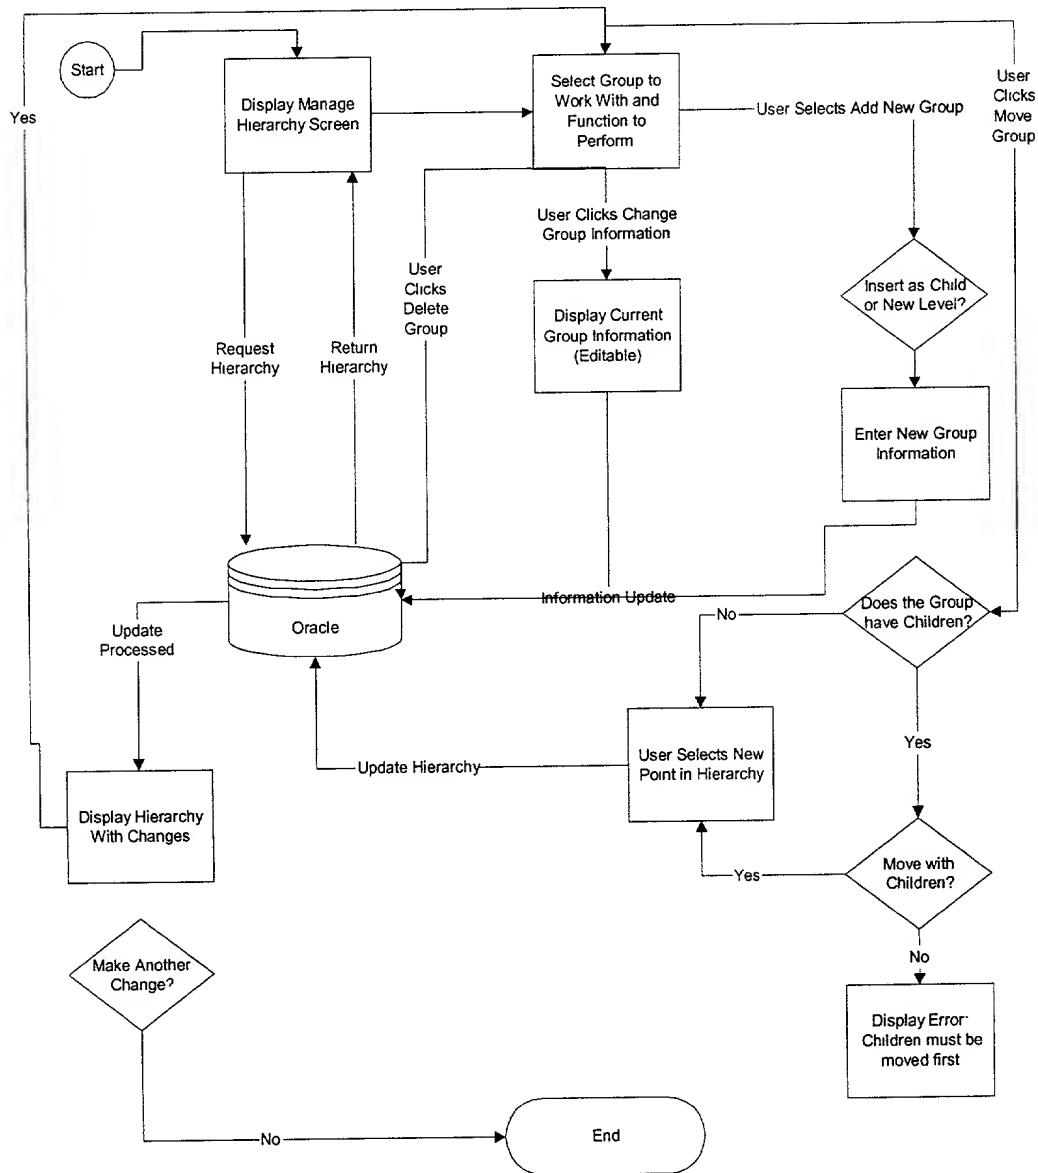 Start
Display Manage
Hierarchy Screen
Select Group to
Work With and
Function to
Perform
User Selects Add New Group
User
Clicks
Move
Group
Yes
User Clicks Change
Group Information
User
Clicks
Delete
Group
Insert as Child
or New Level?
Display Current
Group Information
(Editable)
Request
Hierarchy
Return
Hierarchy
Enter New Group
Information
Information Update
Does the Group
have Children?
No
Oracle
Update
Processed
Yes
User Selects New
Point in Hierarchy
Update Hierarchy
Display Hierarchy
With Changes
Move with
Children?
Yes
No
Make Another
Change?
Display Error:
Children must be
moved first
No
End